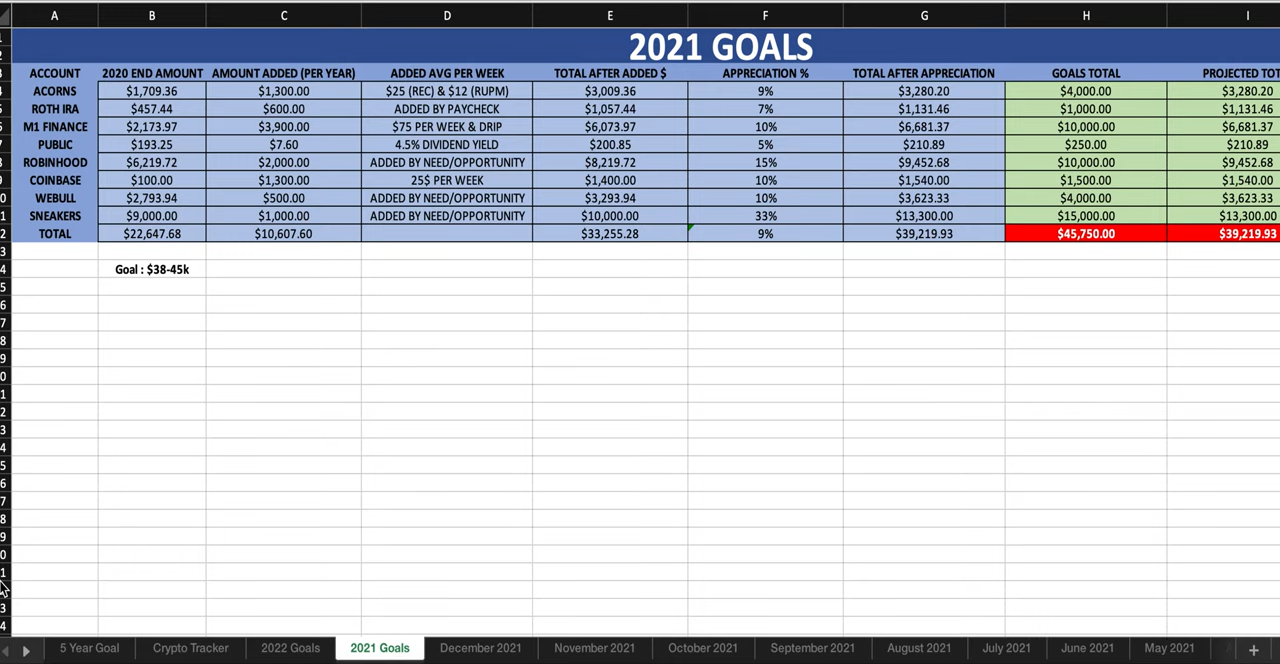 A B C D E F G H I
2021 GOALS
ACCOUNT 2020 END AMOUNT AMOUNT ADDED (PER YEAR) ADDED AVG PER WEEK TOTAL AFTER ADDED $ APPRECIATION % TOTAL AFTER APPRECIATION GOALS TOTAL PROJECTED TOT
ACORNS $1,709.36 $1,300.00 $25 (REC) & $12 (RUPM) $3,009.36 9% $3,280.20 $4,000.00 $3,280.20
ROTH IRA $457.44 $600.00 ADDED BY PAYCHECK $1,057.44 7% $1,131.46 $1,000.00 $1,131.46
M1 FINANCE $2,173.97 $3,900.00 $75 PER WEEK & DRIP $6,073.97 10% $6,681.37 $10,000.00 $6,681.37
PUBLIC $193.25 $7.60 4.5% DIVIDEND YIELD $200.85 5% $210.89 $250.00 $210.89
ROBINHOOD $6,219.72 $2,000.00 ADDED BY NEED/OPPORTUNITY $8,219.72 15% $9,452.68 $10,000.00 $9,452.68
COINBASE $100.00 $1,300.00 25$ PER WEEK $1,400.00 10% $1,540.00 $1,500.00 $1,540.00
WEBULL $2,793.94 $500.00 ADDED BY NEED/OPPORTUNITY $3,293.94 10% $3,623.33 $4,000.00 $3,623.33
SNEAKERS $9,000.00 $1,000.00 ADDED BY NEED/OPPORTUNITY $10,000.00 33% $13,300.00 $15,000.00 $13,300.00
TOTAL $22,647.68 $10,607.60 $33,255.28 9% $39,219.93 $45,750.00 $39,219.93
Goal : $38-45k
5 Year Goal Crypto Tracker 2022 Goals 2021 Goals December 2021 November 2021 October 2021 September 2021 August 2021 July 2021 June 2021 May 2021